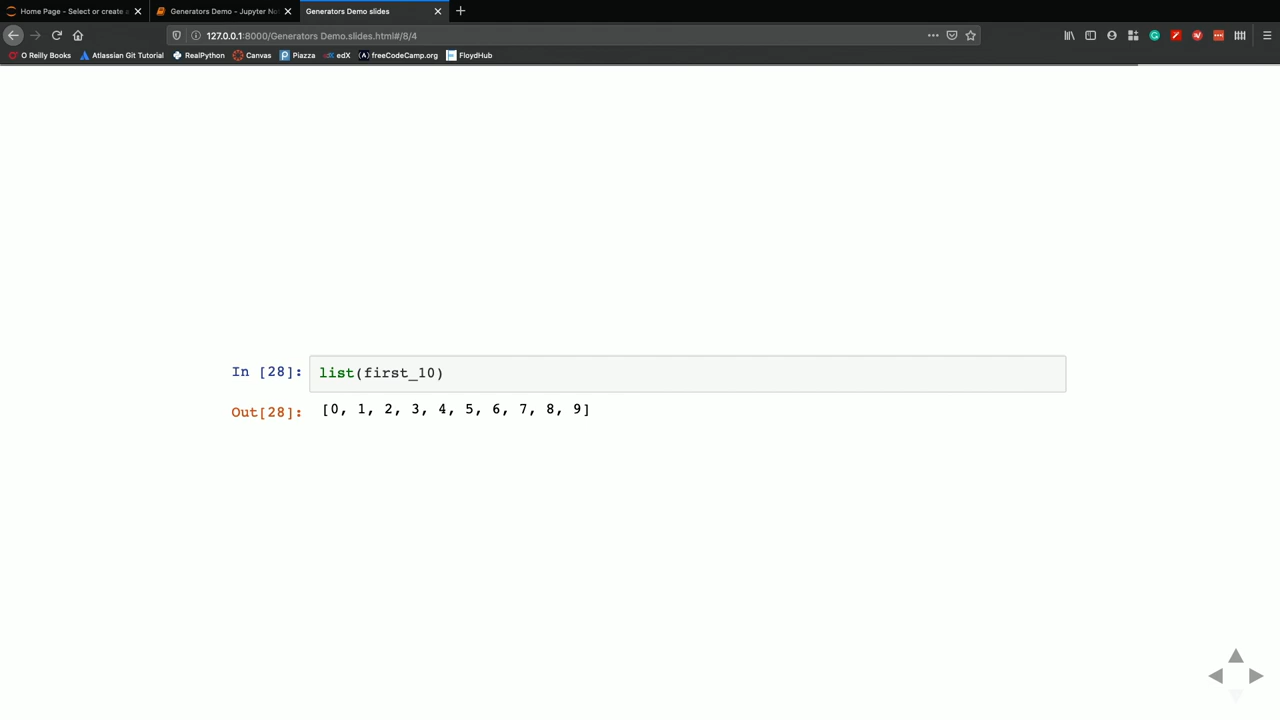 Home Page - Select or create a
Generators Demo - Jupyter Not
Generators Demo slides
127.0.0.1:8000/Generators Demo.slides.html#/8/4
O Reilly Books
Atlassian Git Tutorial
RealPython
Canvas
Piazza
edX
freeCodeCamp.org
FloydHub
In [28]:
list(first_10)
Out[28]:
[0, 1, 2, 3, 4, 5, 6, 7, 8, 9]